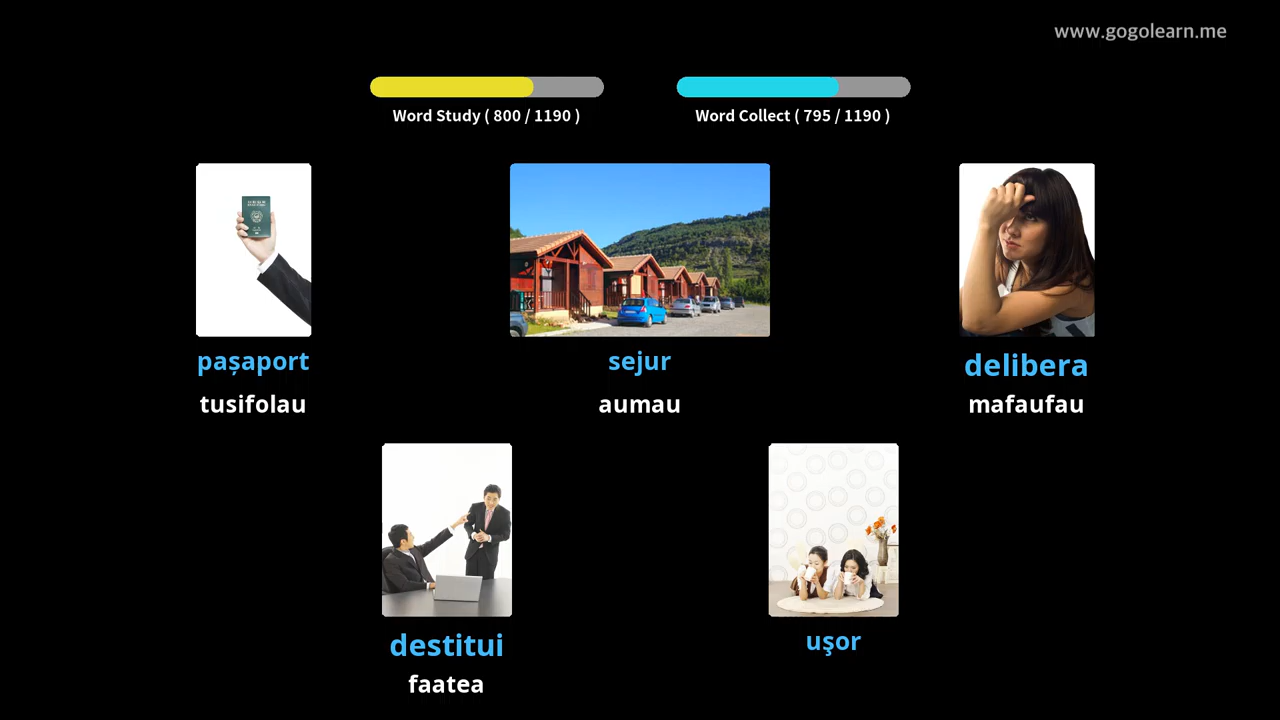 www.gogolearn.me
Word Study ( 800 / 1190 )
Word Collect ( 795 / 1190 )
pașaport
sejur
delibera
tusifolau
aumau
mafaufau
destitui
uşor
faatea